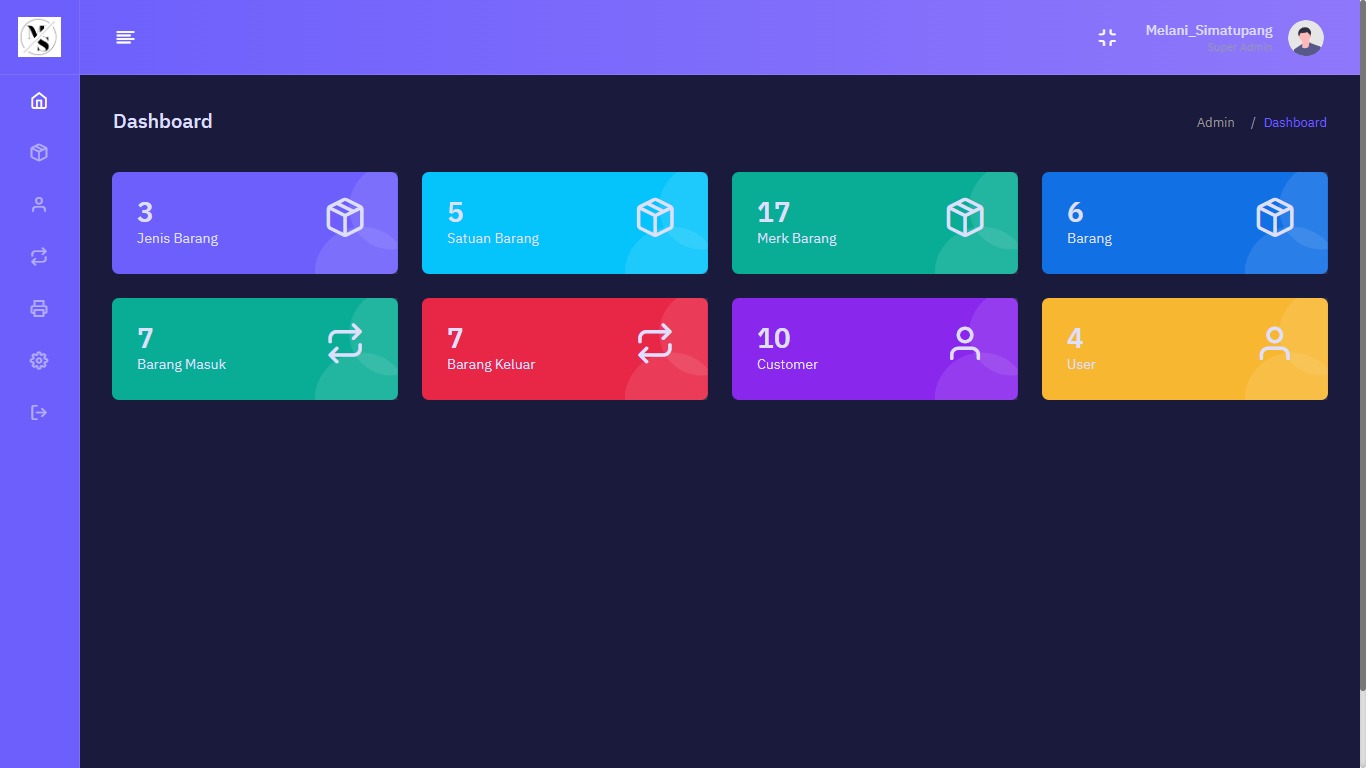 MS
Melani_Simatupang
Super Admin
Dashboard
Admin / Dashboard
3
Jenis Barang
5
Satuan Barang
17
Merk Barang
6
Barang
7
Barang Masuk
7
Barang Keluar
10
Customer
4
User